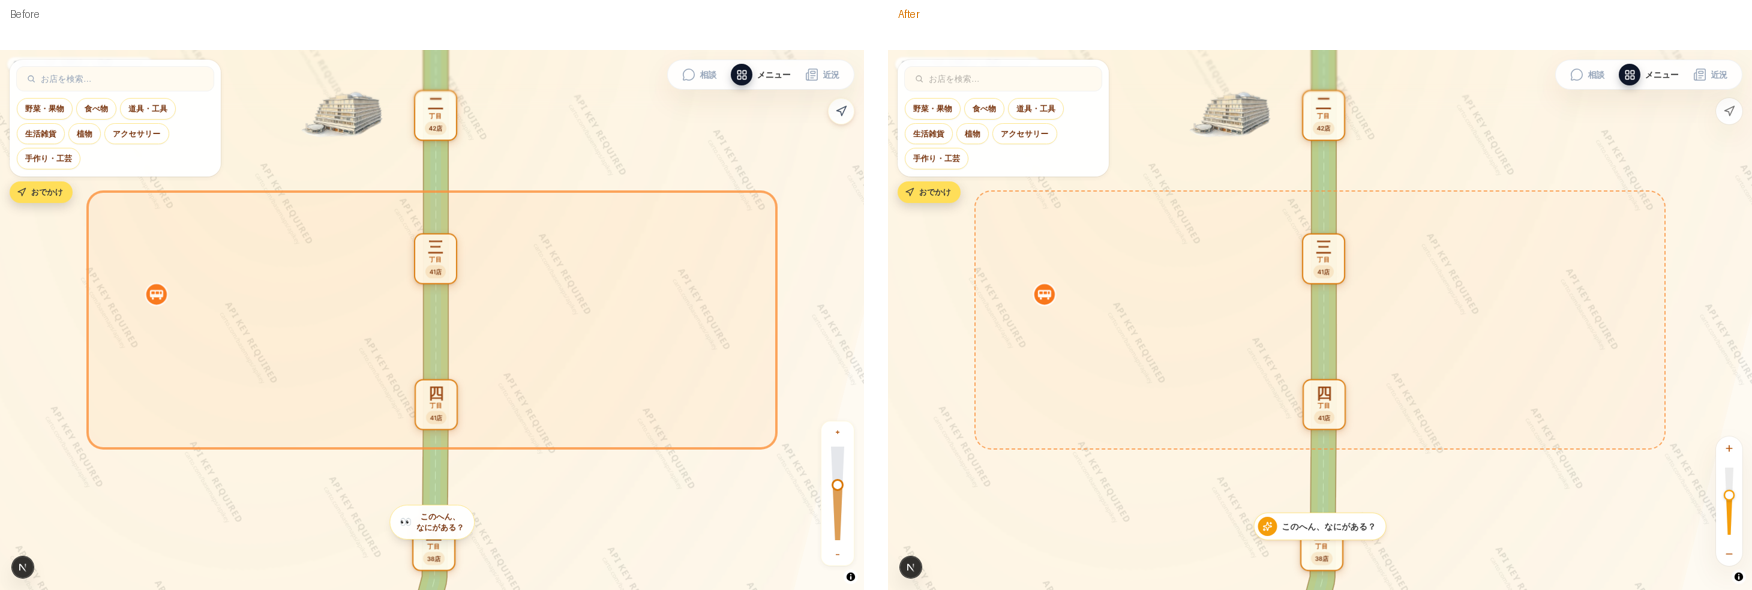 Before
お店を検索...
野菜・果物 食べ物 道具・工具
生活雑貨 植物 アクセサリー
手作り・工芸
おでかけ
相談 メニュー 近況
二
丁目
42店
三
丁目
41店
四
丁目
41店
👀 このへん、
なにがある？
丁目
38店
+
-
N
API KEY REQUIRED
After
お店を検索...
野菜・果物 食べ物 道具・工具
生活雑貨 植物 アクセサリー
手作り・工芸
おでかけ
相談 メニュー 近況
二
丁目
42店
三
丁目
41店
四
丁目
41店
このへん、なにがある？
丁目
38店
+
−
N
API KEY REQUIRED